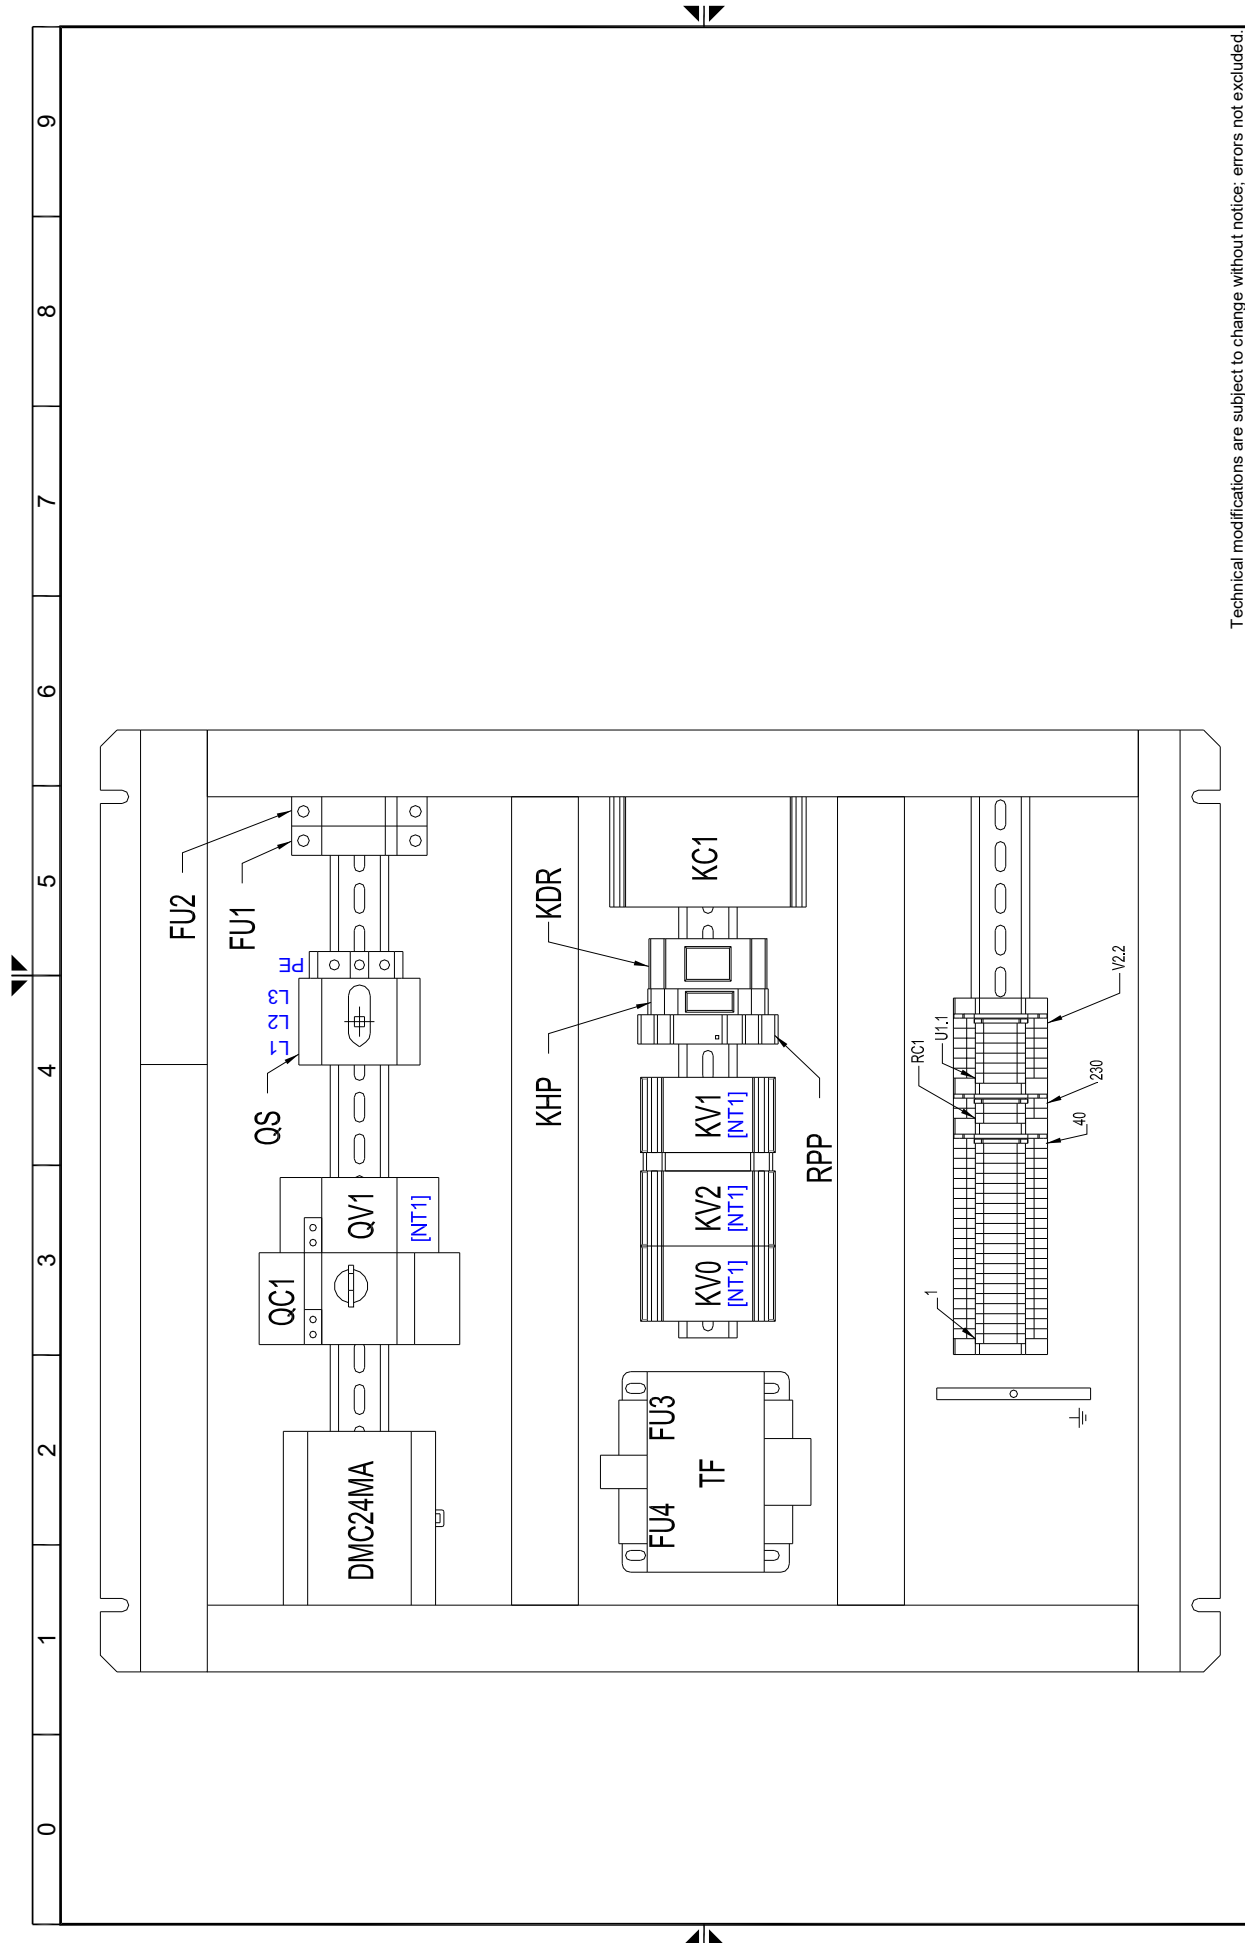 0 1 2 3 4 5 6 7 8 9
FU2
FU1
QS
L1 L2 L3 PE
DMC24MA
QC1
QV1
[NT1]
KHP
KDR
FU4
FU3
TF
KV0
[NT1]
KV2
[NT1]
KV1
[NT1]
KC1
RPP
1
RC1
U1.1
40
230
V2.2
Technical modifications are subject to change without notice; errors not excluded.